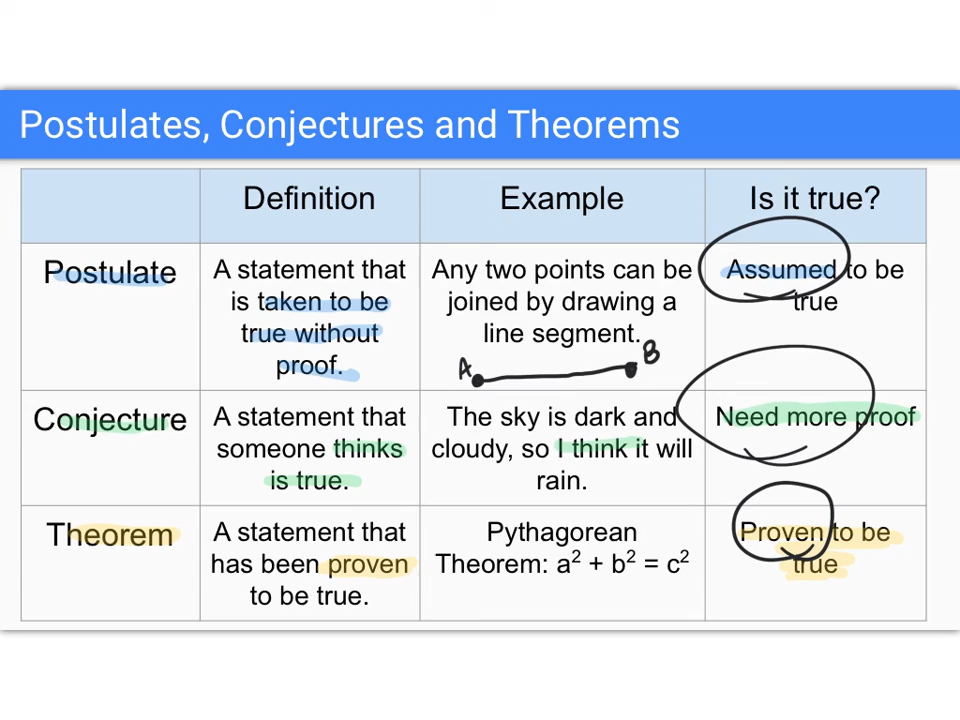 Postulates, Conjectures and Theorems
Definition
Example
Is it true?
Postulate
A statement that
is taken to be
true without
proof.
Any two points can be
joined by drawing a
line segment.
A
B
Assumed to be
true
Conjecture
A statement that
someone thinks
is true.
The sky is dark and
cloudy, so I think it will
rain.
Need more proof
Theorem
A statement that
has been proven
to be true.
Pythagorean
Theorem: a² + b² = c²
Proven to be
true